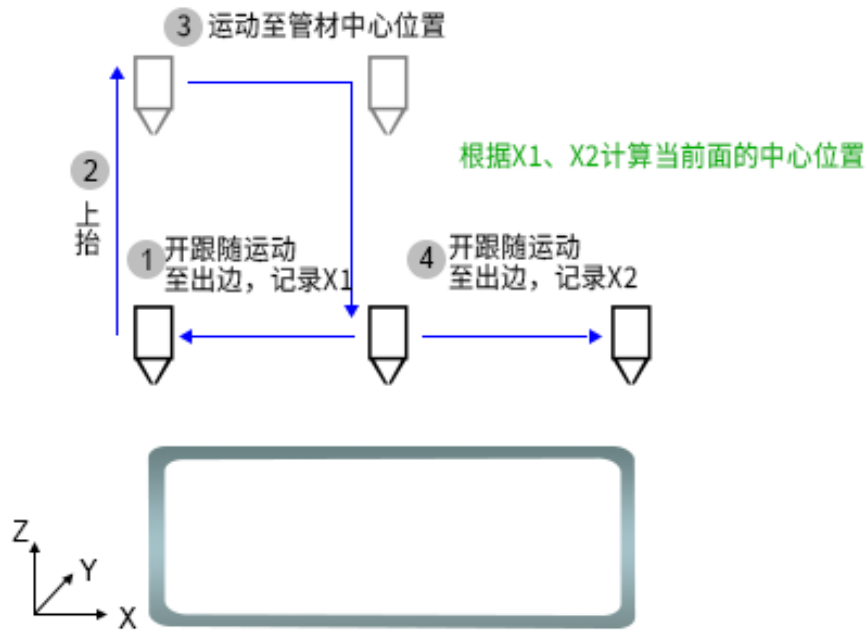 3 运动至管材中心位置
根据X1、X2计算当前面的中心位置
2
上
抬
1 开跟随运动
至出边，记录X1
4 开跟随运动
至出边，记录X2
Z
Y
X